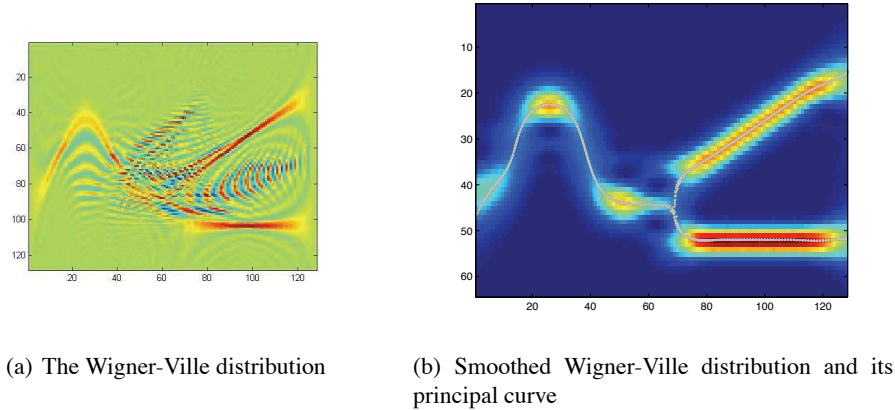 20
40
60
80
100
120
20 40 60 80 100 120
10
20
30
40
50
60
20 40 60 80 100 120
(a) The Wigner-Ville distribution
(b) Smoothed Wigner-Ville distribution and its
principal curve